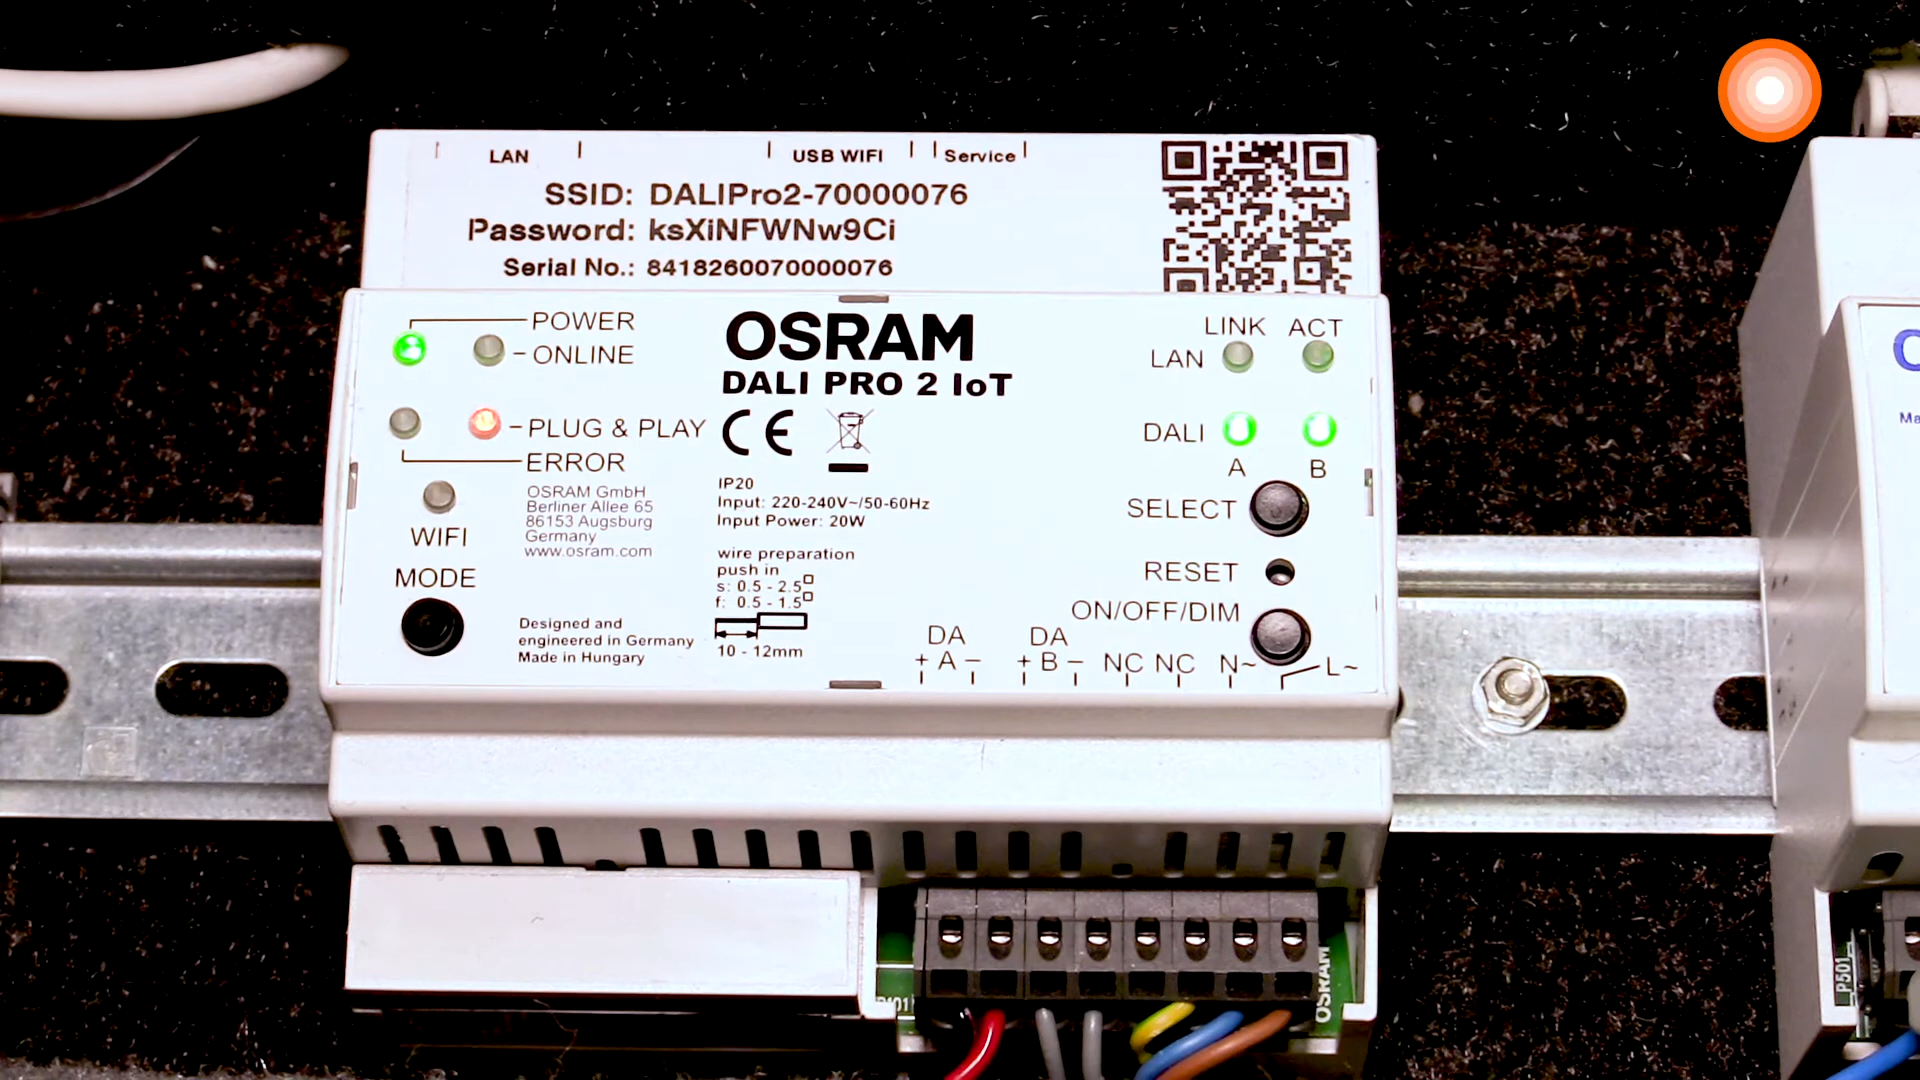 LAN USB WIFI Service
SSID: DALIPro2-70000076
Password: ksXiNFWNw9Ci
Serial No.: 8418260070000076
POWER
ONLINE
PLUG & PLAY
ERROR
WIFI
MODE
OSRAM GmbH
Berliner Allee 65
86153 Augsburg
Germany
www.osram.com
Designed and
engineered in Germany
Made in Hungary
OSRAM
DALI PRO 2 IoT
CE
IP20
Input: 220-240V~/50-60Hz
Input Power: 20W
wire preparation
push in
s: 0.5 - 2.5□
f: 0.5 - 1.5□
10 - 12mm
LINK ACT
LAN
DALI
A B
SELECT
RESET
ON/OFF/DIM
DA DA
+ A − + B − NC NC N~ L~
OSRAM
P501